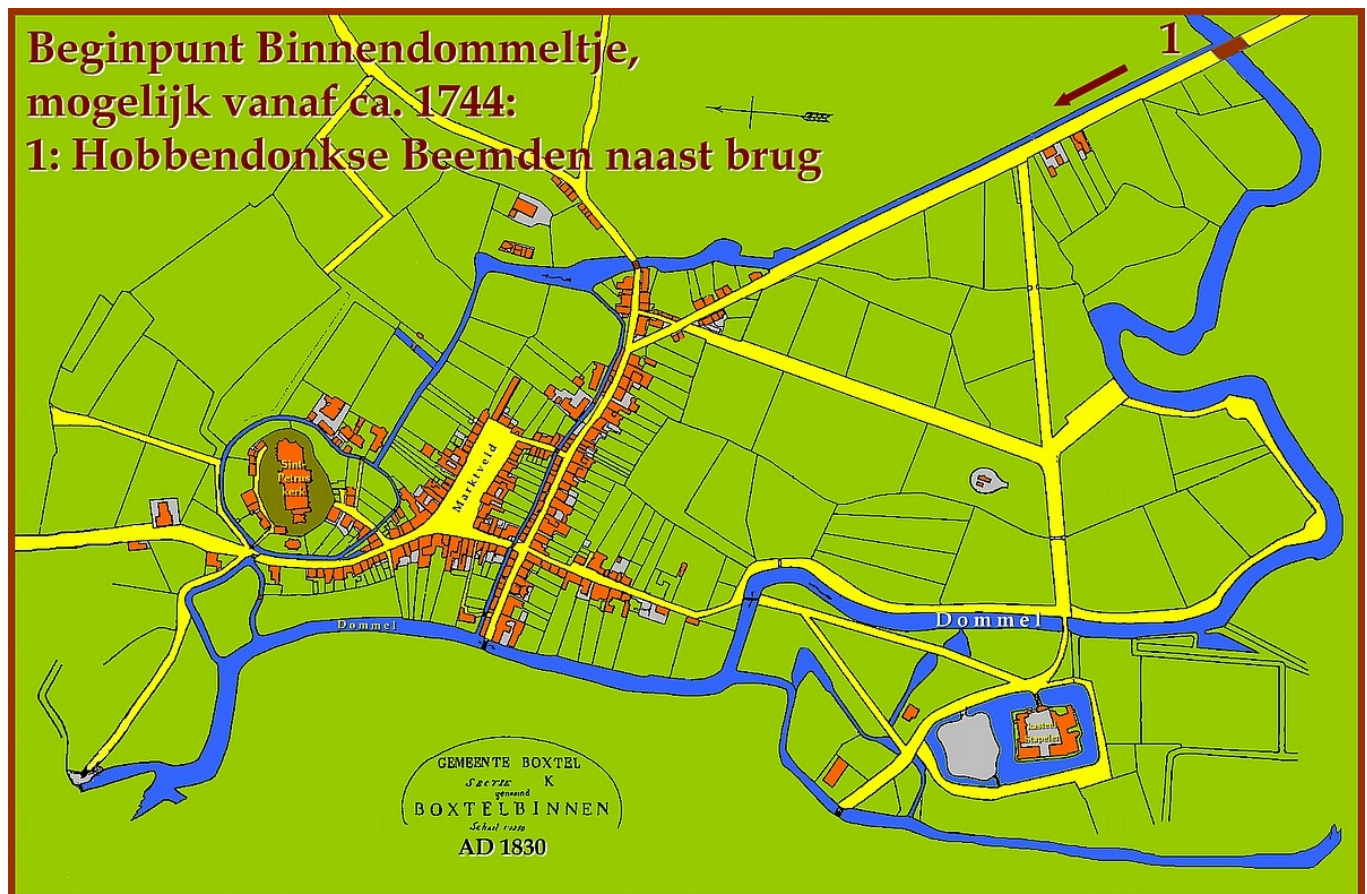 Beginpunt Binnendommeltje,
mogelijk vanaf ca. 1744:
1: Hobbendonkse Beemden naast brug
1
Marktveld
Sint
Petrus
kerk
Dommel
Dommel
kasteel
Stapelen
GEMEENTE BOXTEL
SECTIE K
genaamd
BOXTELBINNEN
Schaal
AD 1830